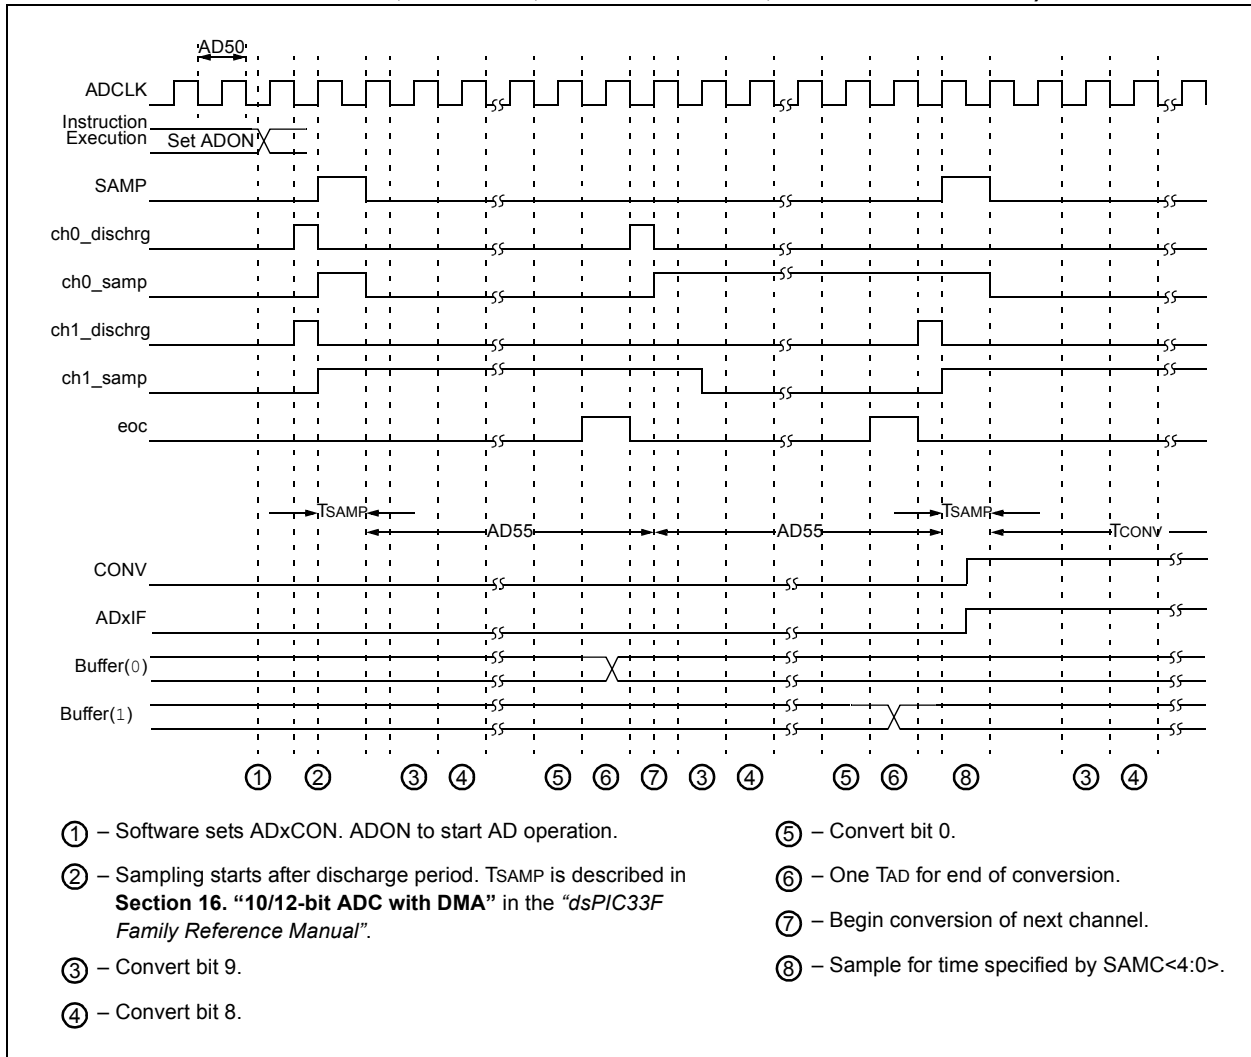 AD50
ADCLK
Instruction
Execution
Set ADON
SAMP
ch0_dischrg
ch0_samp
ch1_dischrg
ch1_samp
eoc
TSAMP TSAMP
AD55 AD55 TCONV
CONV
ADxIF
Buffer(0)
Buffer(1)
1 2 3 4 5 6 7 3 4 5 6 8 3 4
1 – Software sets ADxCON. ADON to start AD operation.
2 – Sampling starts after discharge period. TSAMP is described in
Section 16. “10/12-bit ADC with DMA” in the “dsPIC33F
Family Reference Manual”.
3 – Convert bit 9.
4 – Convert bit 8.
5 – Convert bit 0.
6 – One TAD for end of conversion.
7 – Begin conversion of next channel.
8 – Sample for time specified by SAMC<4:0>.